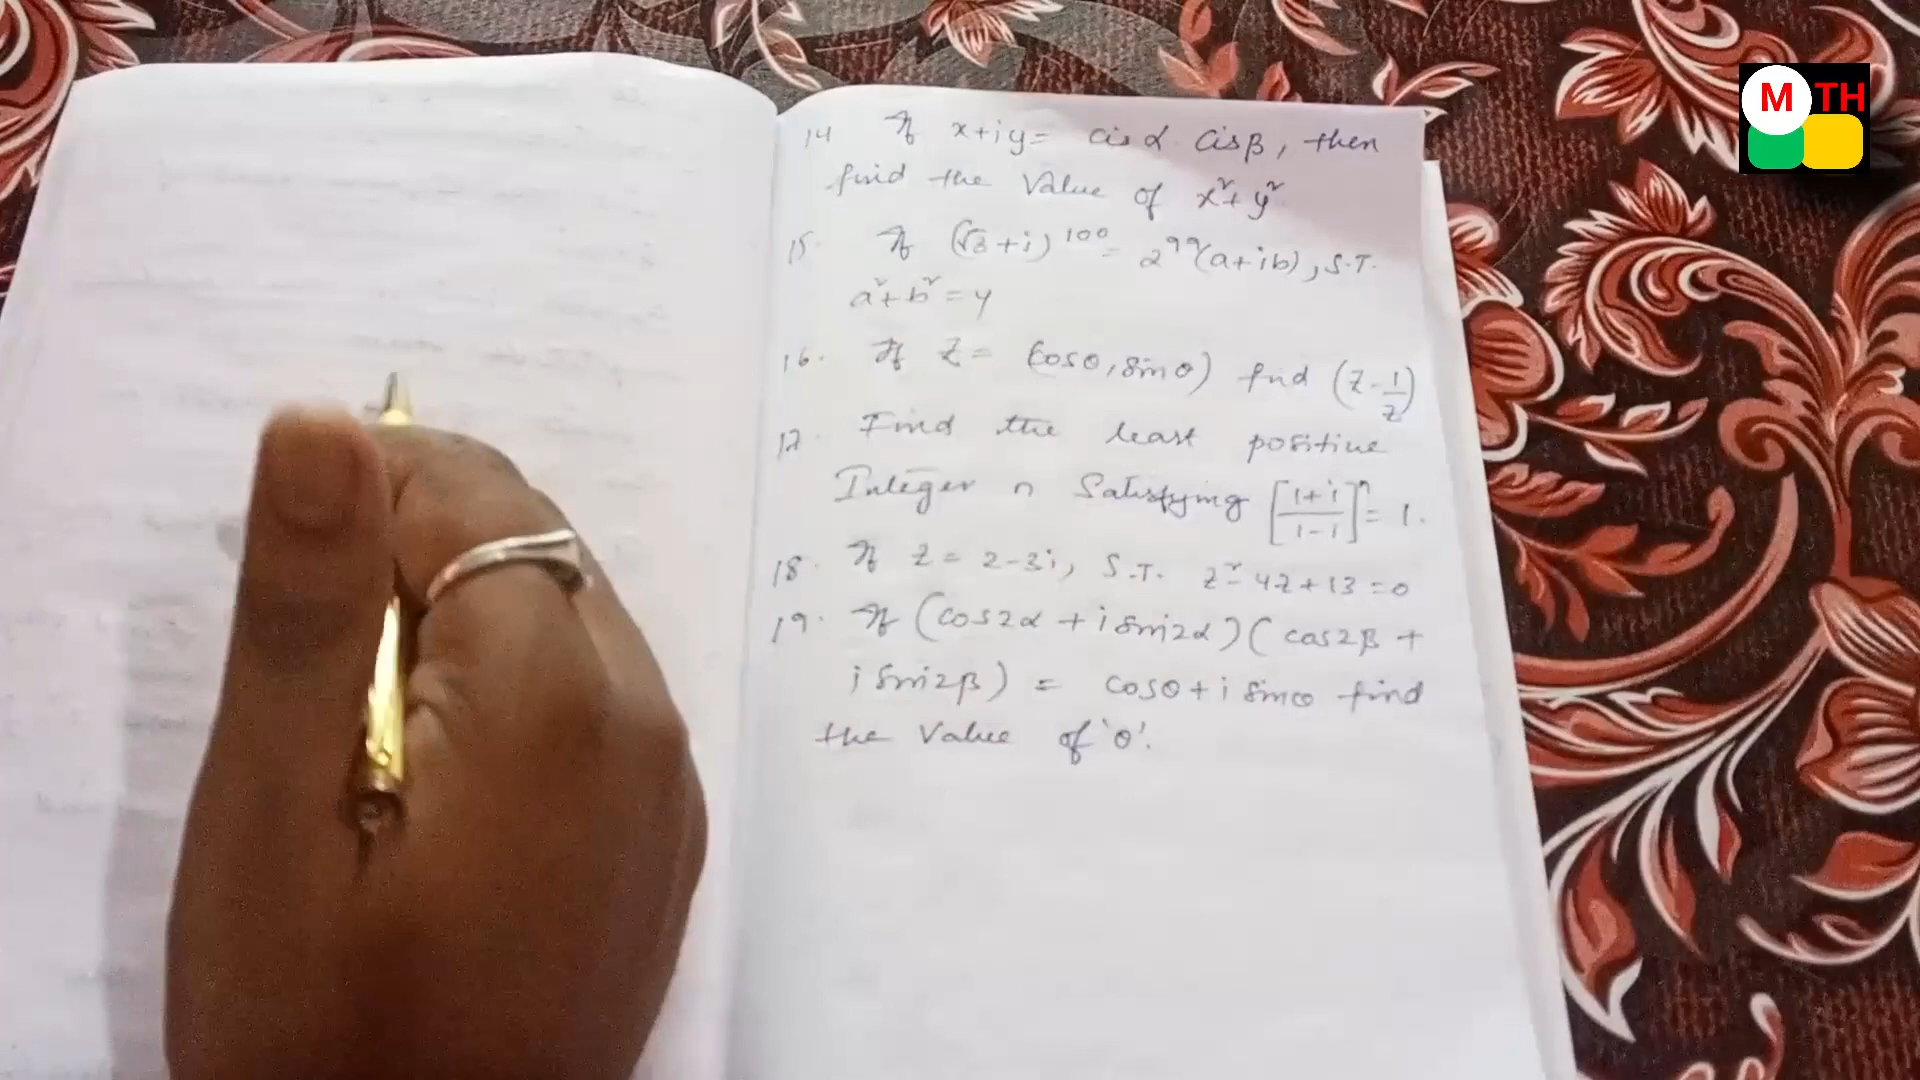 M TH
14 If x+iy = cis α. Cis β, then
find the Value of x²+y²
15. If (√3+i)¹⁰⁰ = 2⁹⁹(a+ib), S.T.
a²+b² = 4
16. If Z = (cosθ, sinθ) find (Z - 1/Z)
17. Find the least positive
Integer n Satisfying [(1+i)/(1-i)]ⁿ = 1.
18. If Z = 2-3i, S.T. Z²-4Z+13=0
19. If (cos2α + i sin2α)(cos2β +
i sin2β) = cosθ + i sinθ find
the Value of 'θ'.